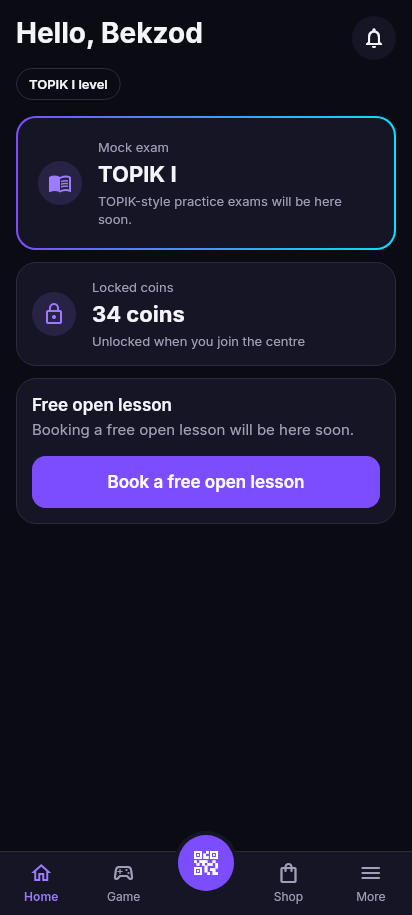 Hello, Bekzod
TOPIK I level
Mock exam
TOPIK I
TOPIK-style practice exams will be here
soon.
Locked coins
34 coins
Unlocked when you join the centre
Free open lesson
Booking a free open lesson will be here soon.
Book a free open lesson
Home
Game
Shop
More